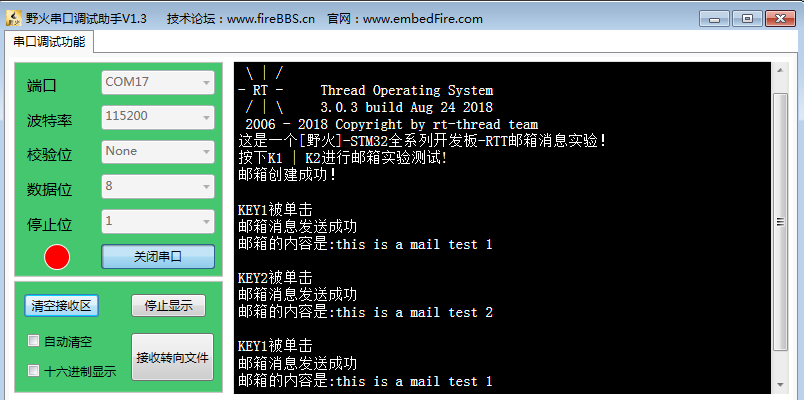 野火串口调试助手V1.3 技术论坛：www.fireBBS.cn 官网：www.embedFire.com
串口调试功能
端口 COM17
波特率 115200
校验位 None
数据位 8
停止位 1
关闭串口
清空接收区 停止显示
自动清空
十六进制显示
接收转向文件
\ | /
- RT - Thread Operating System
/ | \ 3.0.3 build Aug 24 2018
2006 - 2018 Copyright by rt-thread team
这是一个[野火]-STM32全系列开发板-RTT邮箱消息实验!
按下K1 | K2进行邮箱实验测试!
邮箱创建成功!
KEY1被单击
邮箱消息发送成功
邮箱的内容是:this is a mail test 1
KEY2被单击
邮箱消息发送成功
邮箱的内容是:this is a mail test 2
KEY1被单击
邮箱消息发送成功
邮箱的内容是:this is a mail test 1